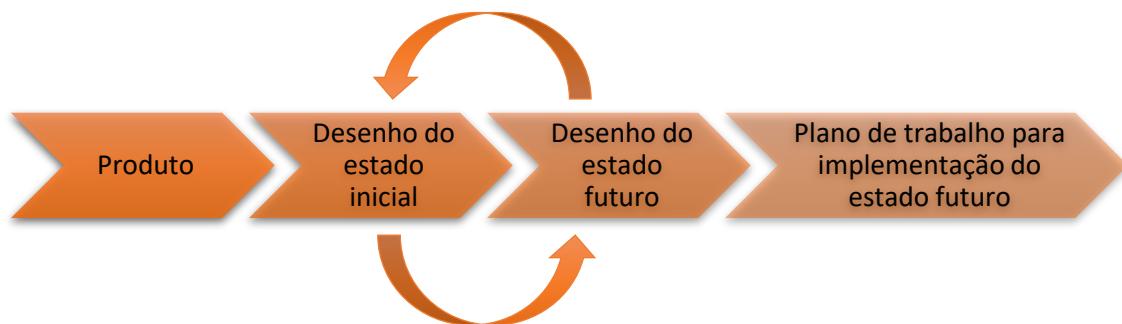 Produto
Desenho do
estado
inicial
Desenho do
estado
futuro
Plano de trabalho para
implementação do
estado futuro